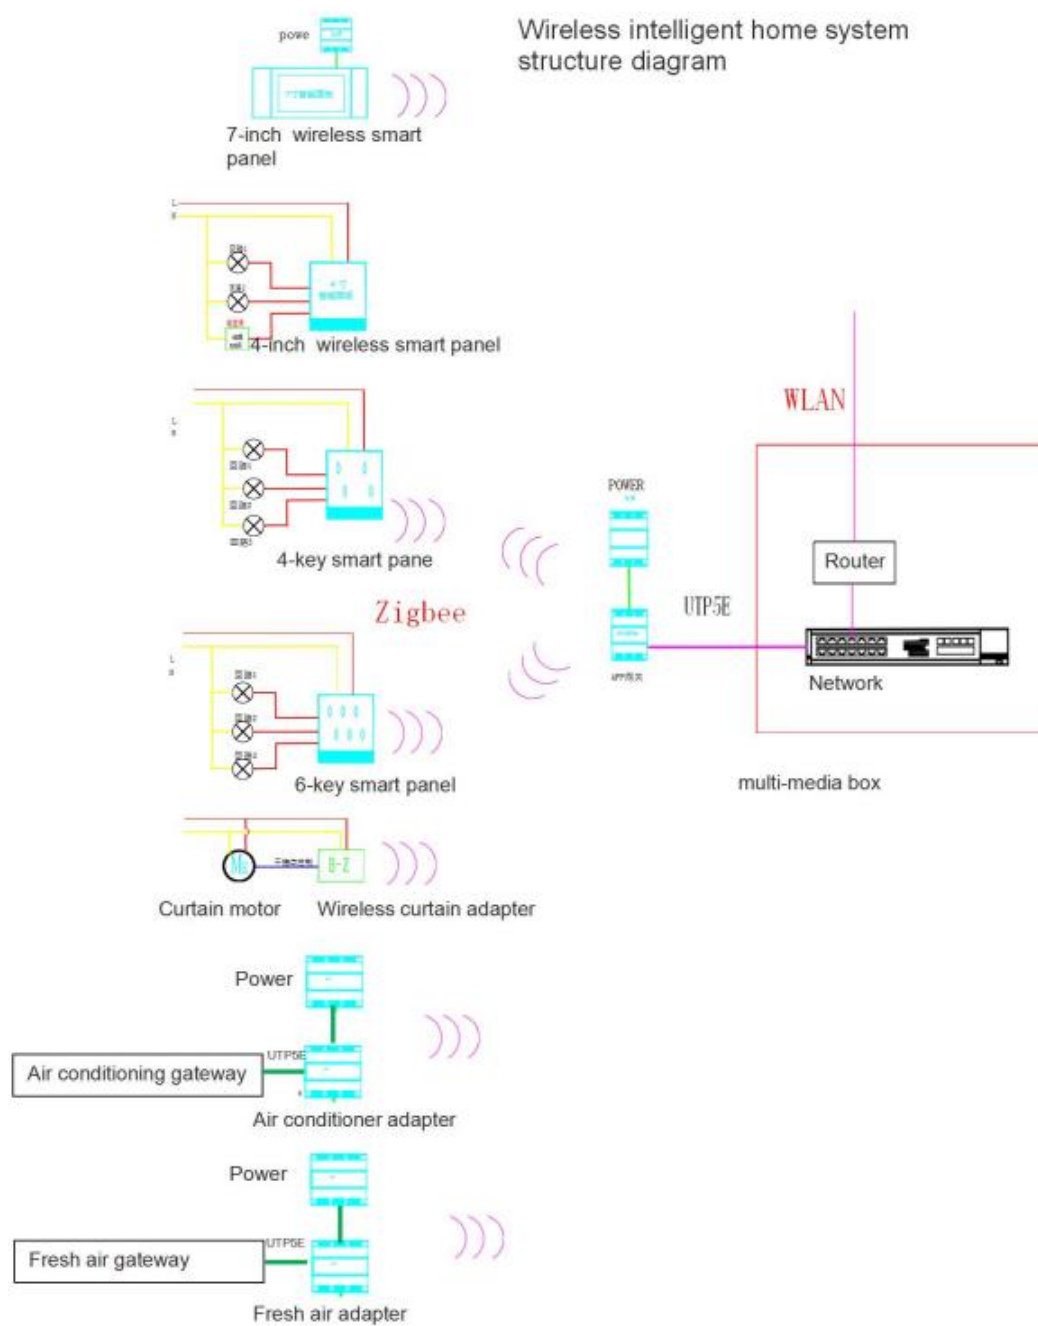 Wireless intelligent home system
structure diagram
powe
7-inch wireless smart
panel
L
N
4-inch wireless smart panel
L
N
4-key smart pane
WLAN
POWER
Router
UTP5E
Zigbee
Network
L
N
6-key smart panel
multi-media box
M
B-Z
Curtain motor
Wireless curtain adapter
Power
UTP5E
Air conditioning gateway
Air conditioner adapter
Power
UTP5E
Fresh air gateway
Fresh air adapter